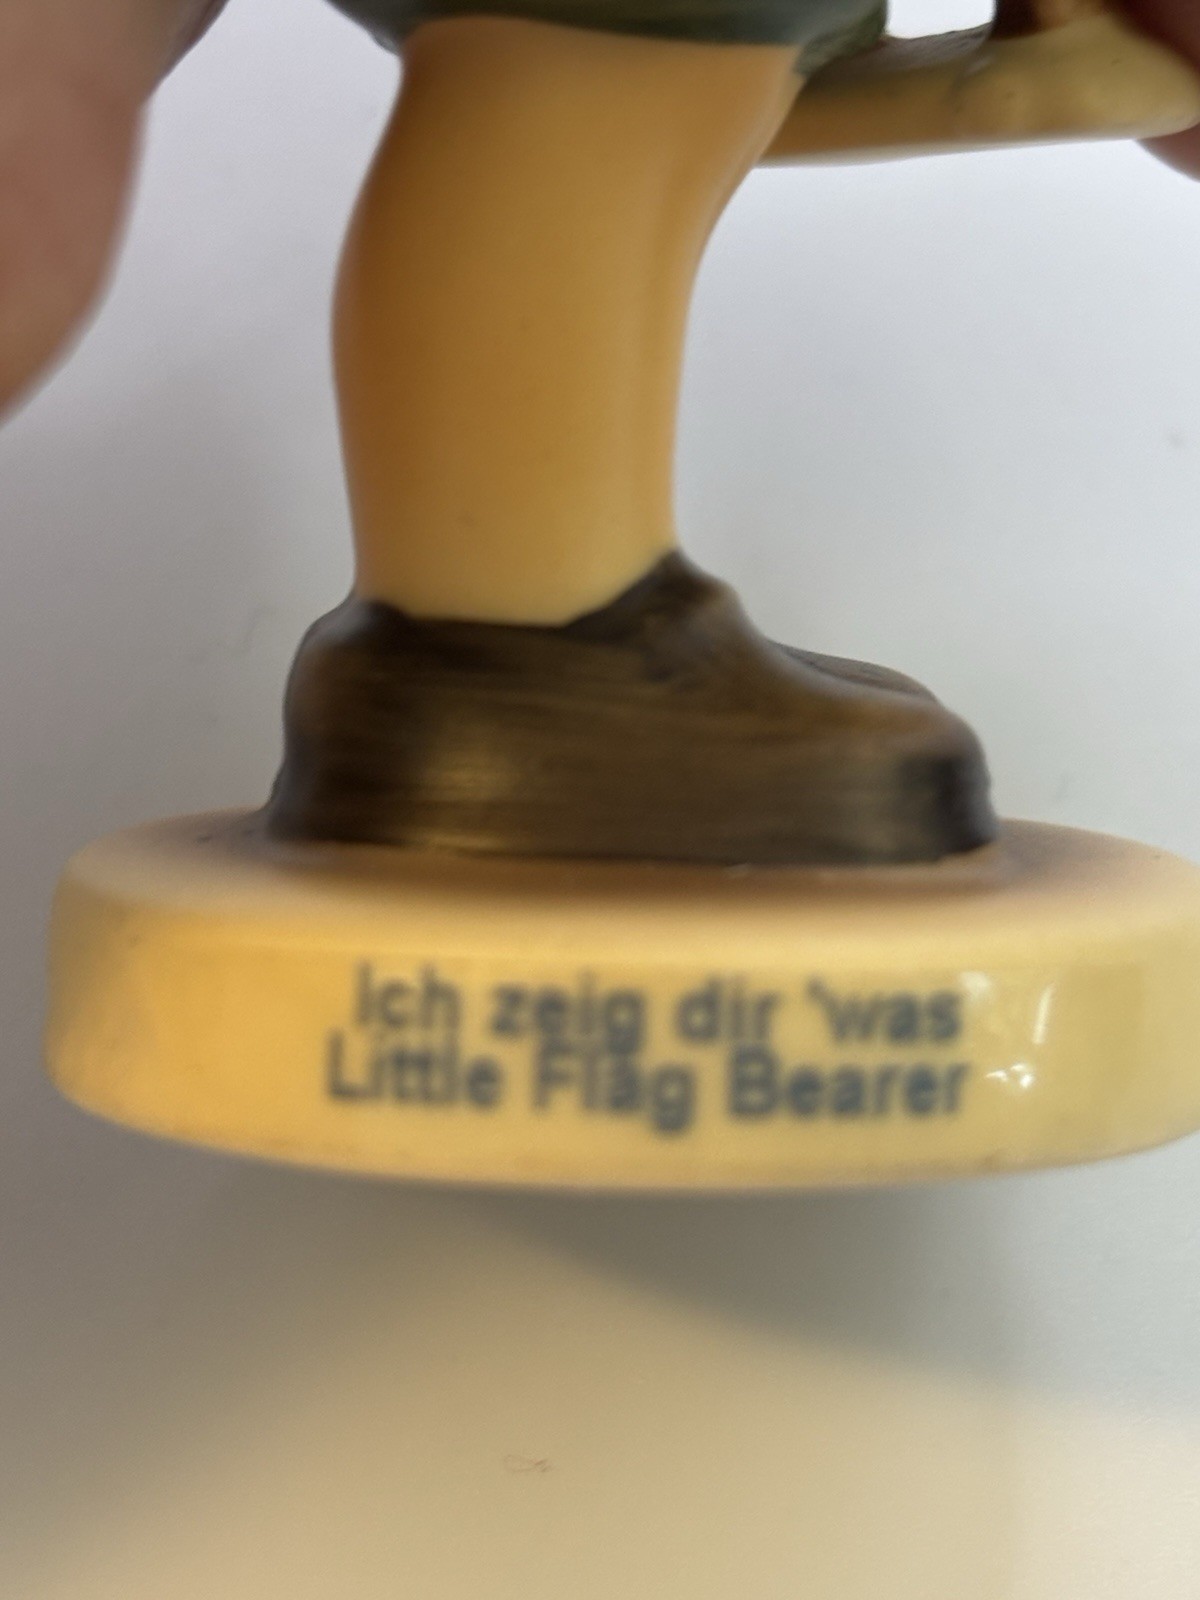 Ich zeig dir 'was
Little Flag Bearer